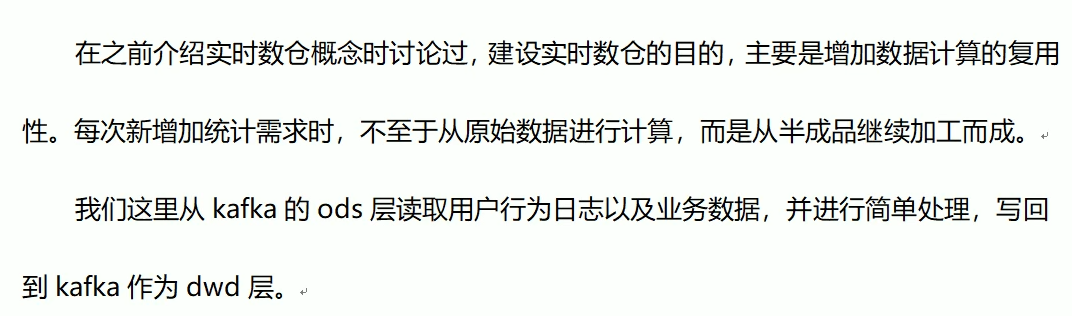 在之前介绍实时数仓概念时讨论过，建设实时数仓的目的，主要是增加数据计算的复用
性。每次新增加统计需求时，不至于从原始数据进行计算，而是从半成品继续加工而成。
我们这里从 kafka 的 ods 层读取用户行为日志以及业务数据，并进行简单处理，写回
到 kafka 作为 dwd 层。